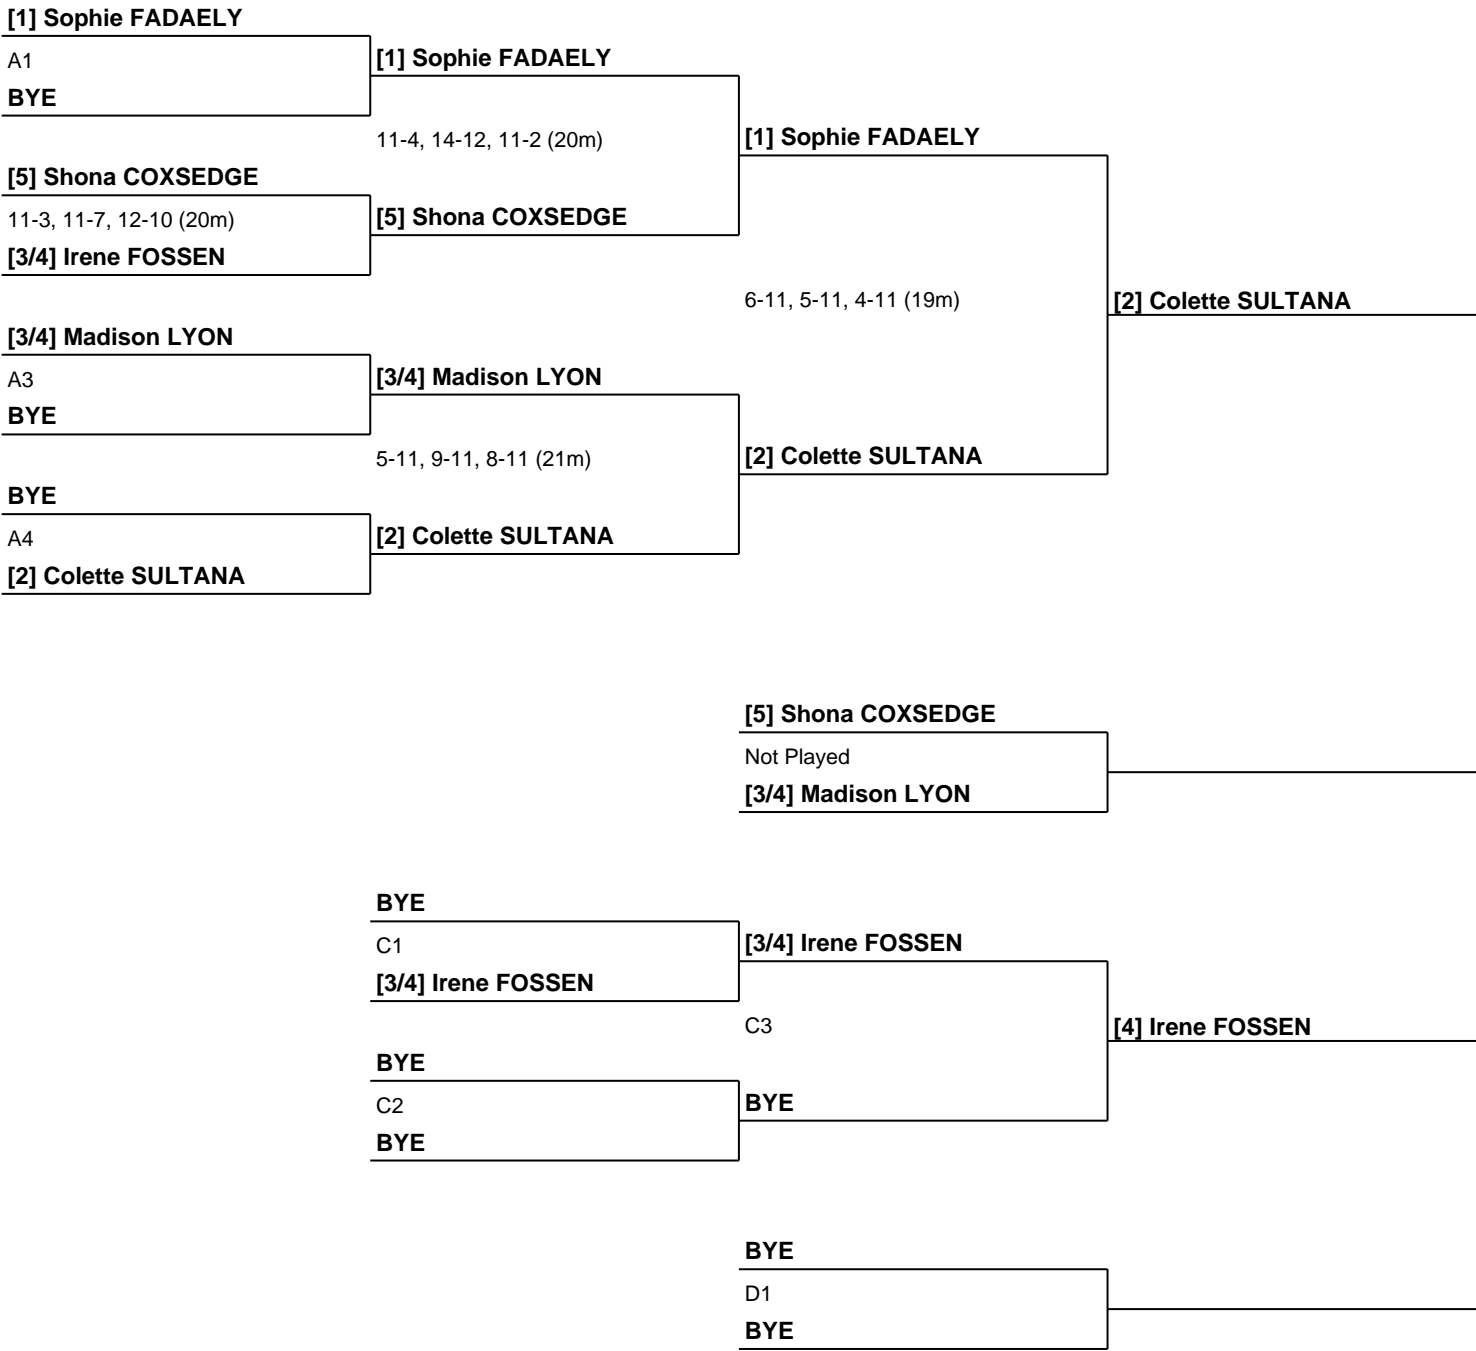 [1] Sophie FADAELY
A1
[1] Sophie FADAELY
BYE
11-4, 14-12, 11-2 (20m)
[1] Sophie FADAELY
[5] Shona COXSEDGE
11-3, 11-7, 12-10 (20m)
[5] Shona COXSEDGE
[3/4] Irene FOSSEN
6-11, 5-11, 4-11 (19m)
[2] Colette SULTANA
[3/4] Madison LYON
A3
[3/4] Madison LYON
BYE
5-11, 9-11, 8-11 (21m)
[2] Colette SULTANA
BYE
A4
[2] Colette SULTANA
[2] Colette SULTANA
[5] Shona COXSEDGE
Not Played
[3/4] Madison LYON
BYE
C1
[3/4] Irene FOSSEN
[3/4] Irene FOSSEN
C3
[4] Irene FOSSEN
BYE
C2
BYE
BYE
BYE
D1
BYE